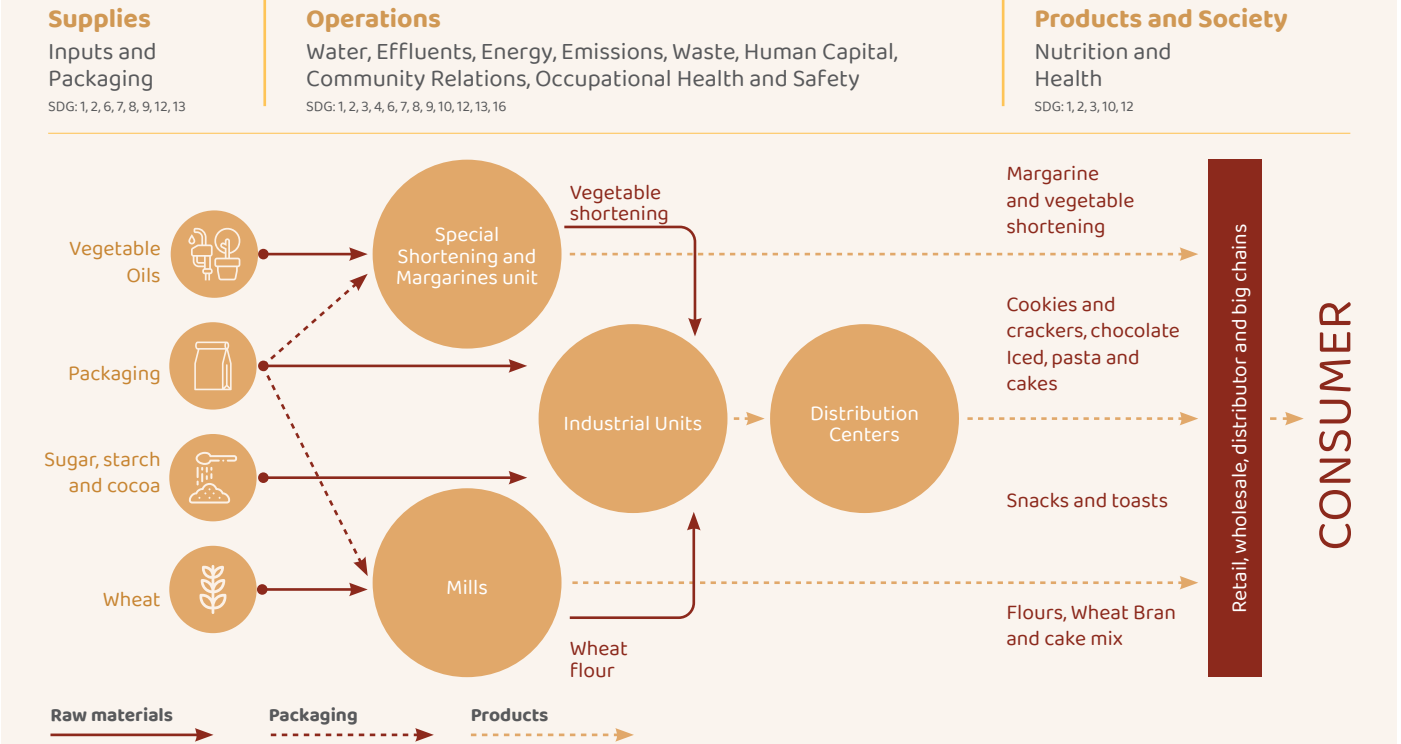 Supplies
Inputs and
Packaging
SDG: 1, 2, 6, 7, 8, 9, 12, 13
Operations
Water, Effluents, Energy, Emissions, Waste, Human Capital,
Community Relations, Occupational Health and Safety
SDG: 1, 2, 3, 4, 6, 7, 8, 9, 10, 12, 13, 16
Products and Society
Nutrition and
Health
SDG: 1, 2, 3, 10, 12
Vegetable
Oils
Packaging
Sugar, starch
and cocoa
Wheat
Special
Shortening and
Margarines unit
Vegetable
shortening
Industrial Units
Distribution
Centers
Mills
Wheat
flour
Margarine
and vegetable
shortening
Cookies and
crackers, chocolate
Iced, pasta and
cakes
Snacks and toasts
Flours, Wheat Bran
and cake mix
Retail, wholesale, distributor and big chains
CONSUMER
Raw materials
Packaging
Products